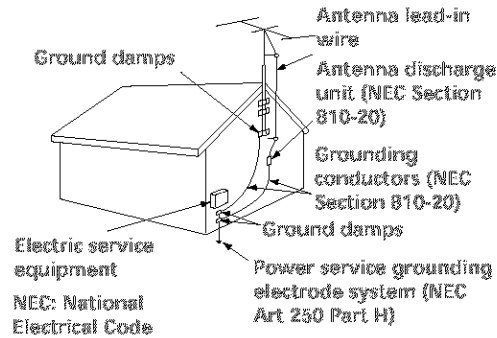 Antenna lead-in
wire
Ground damps
Antenna discharge
unit (NEC Section
810-20)
Grounding
conductors (NEC
Section 810-20)
Ground damps
Electric service
equipment
Power service grounding
electrode system (NEC
Art 250 Part H)
NEC: National
Electrical Code